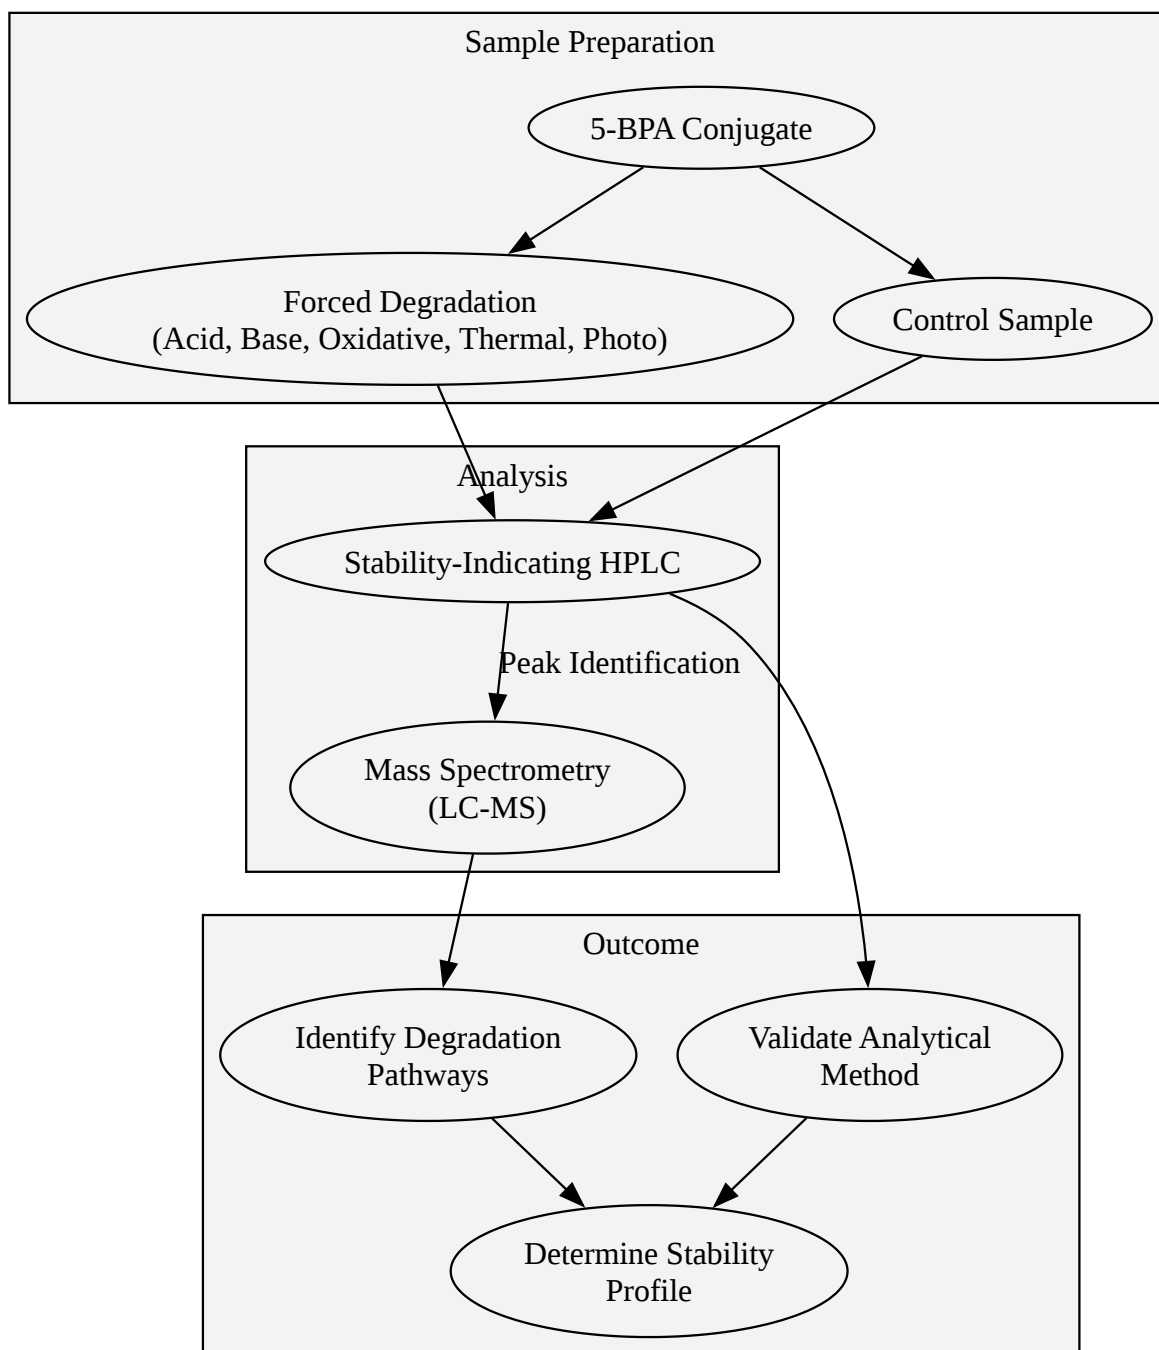 Sample Preparation
5-BPA Conjugate
Forced Degradation
(Acid, Base, Oxidative, Thermal, Photo)
Control Sample
Analysis
Stability-Indicating HPLC
Peak Identification
Mass Spectrometry
(LC-MS)
Outcome
Identify Degradation
Pathways
Validate Analytical
Method
Determine Stability
Profile